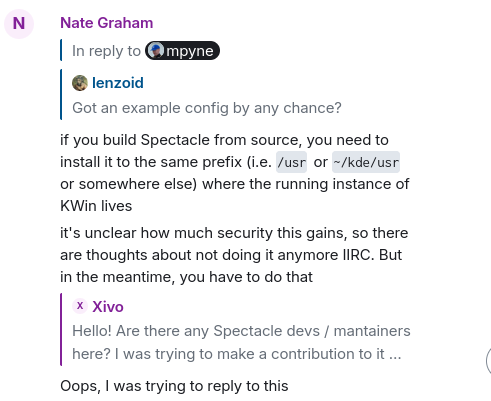 N
Nate Graham
In reply to mpyne
lenzoid
Got an example config by any chance?
if you build Spectacle from source, you need to
install it to the same prefix (i.e. /usr or ~/kde/usr
or somewhere else) where the running instance of
KWin lives
it's unclear how much security this gains, so there
are thoughts about not doing it anymore IIRC. But
in the meantime, you have to do that
X Xivo
Hello! Are there any Spectacle devs / mantainers
here? I was trying to make a contribution to it ...
Oops, I was trying to reply to this